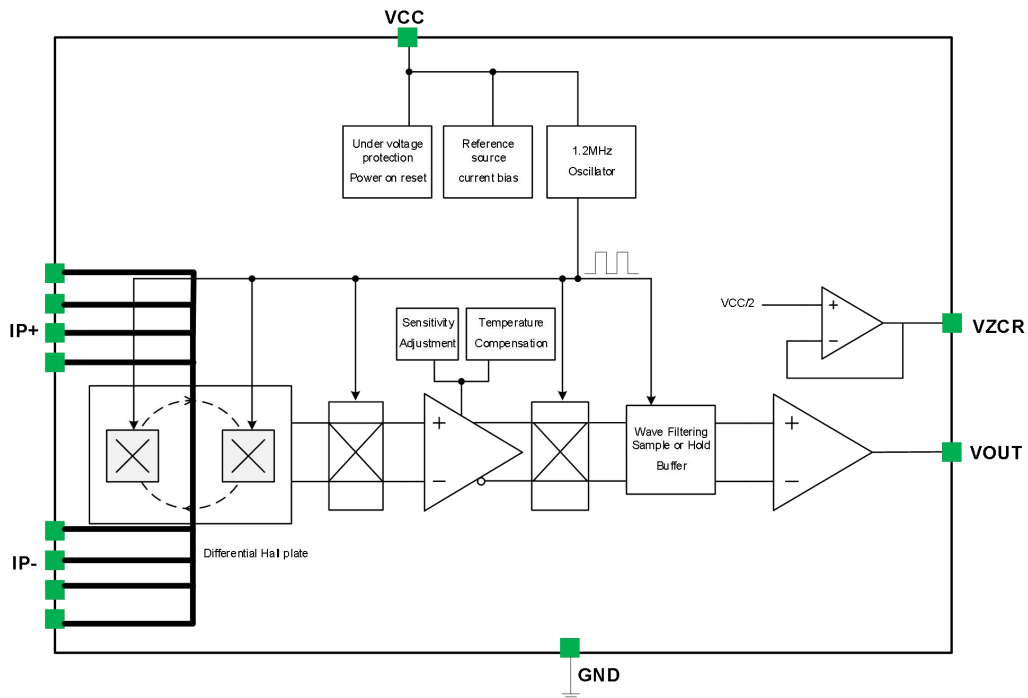 VCC
Under voltage
protection
Power on reset
Reference
source
current bias
1.2MHz
Oscillator
IP+
Sensitivity
Adjustment
Temperature
Compensation
VCC/2
+
−
VZCR
+
−
Wave Filtering
Sample or Hold
Buffer
+
−
VOUT
IP-
Differential Hall plate
GND